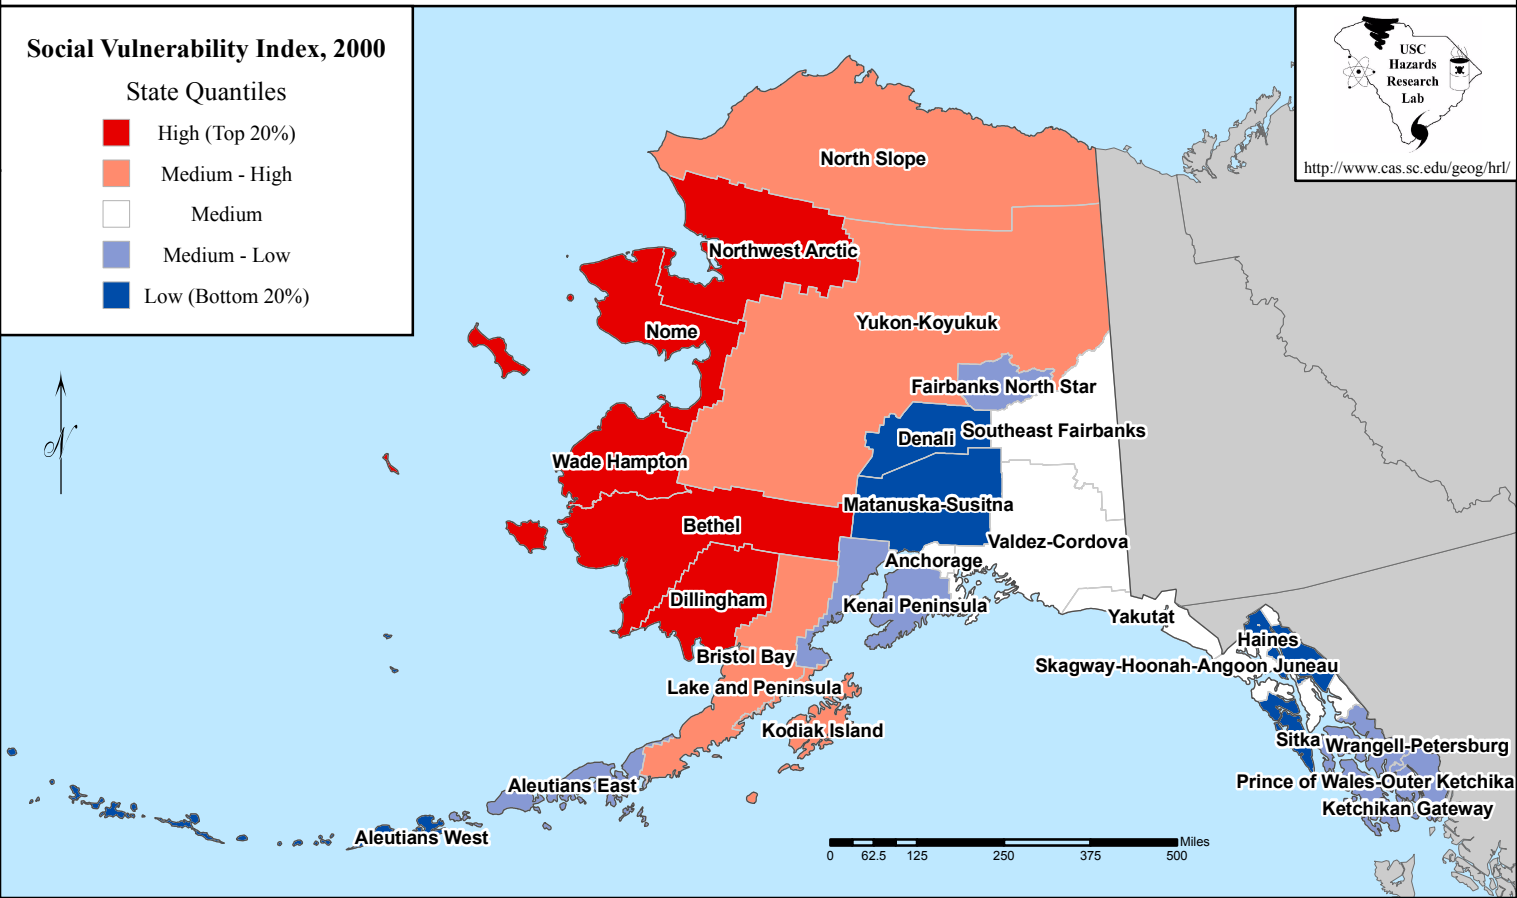 Social Vulnerability Index, 2000
State Quantiles
High (Top 20%)
Medium - High
Medium
Medium - Low
Low (Bottom 20%)
USC
Hazards
Research
Lab
http://www.cas.sc.edu/geog/hrl/
North Slope
Northwest Arctic
Nome
Yukon-Koyukuk
Fairbanks North Star
Denali
Southeast Fairbanks
Wade Hampton
Matanuska-Susitna
Bethel
Valdez-Cordova
Anchorage
Dillingham
Kenai Peninsula
Yakutat
Haines
Bristol Bay
Skagway-Hoonah-Angoon
Juneau
Lake and Peninsula
Kodiak Island
Sitka
Wrangell-Petersburg
Aleutians East
Prince of Wales-Outer Ketchika
Ketchikan Gateway
Aleutians West
N
Miles
0 62.5 125 250 375 500